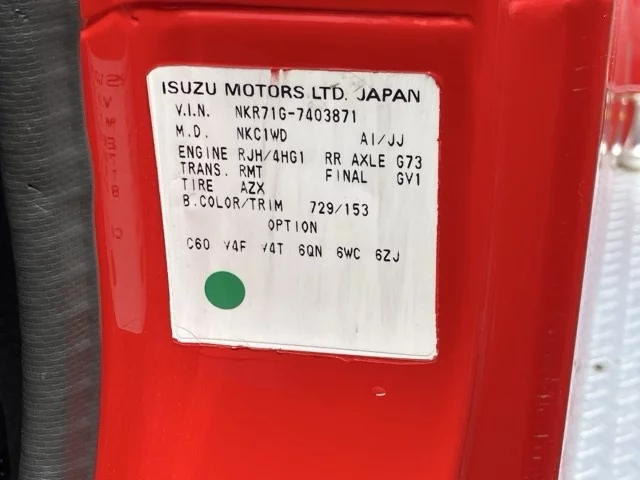 ISUZU MOTORS LTD. JAPAN
V.I.N. NKR71G-7403871
M.D. NKC1WD AI/JJ
ENGINE RJH/4HG1 RR AXLE G73
TRANS. RMT FINAL GV1
TIRE AZX
B.COLOR/TRIM 729/153
OPTION
C60 V4F V4T 6QN 6WC 6ZJ